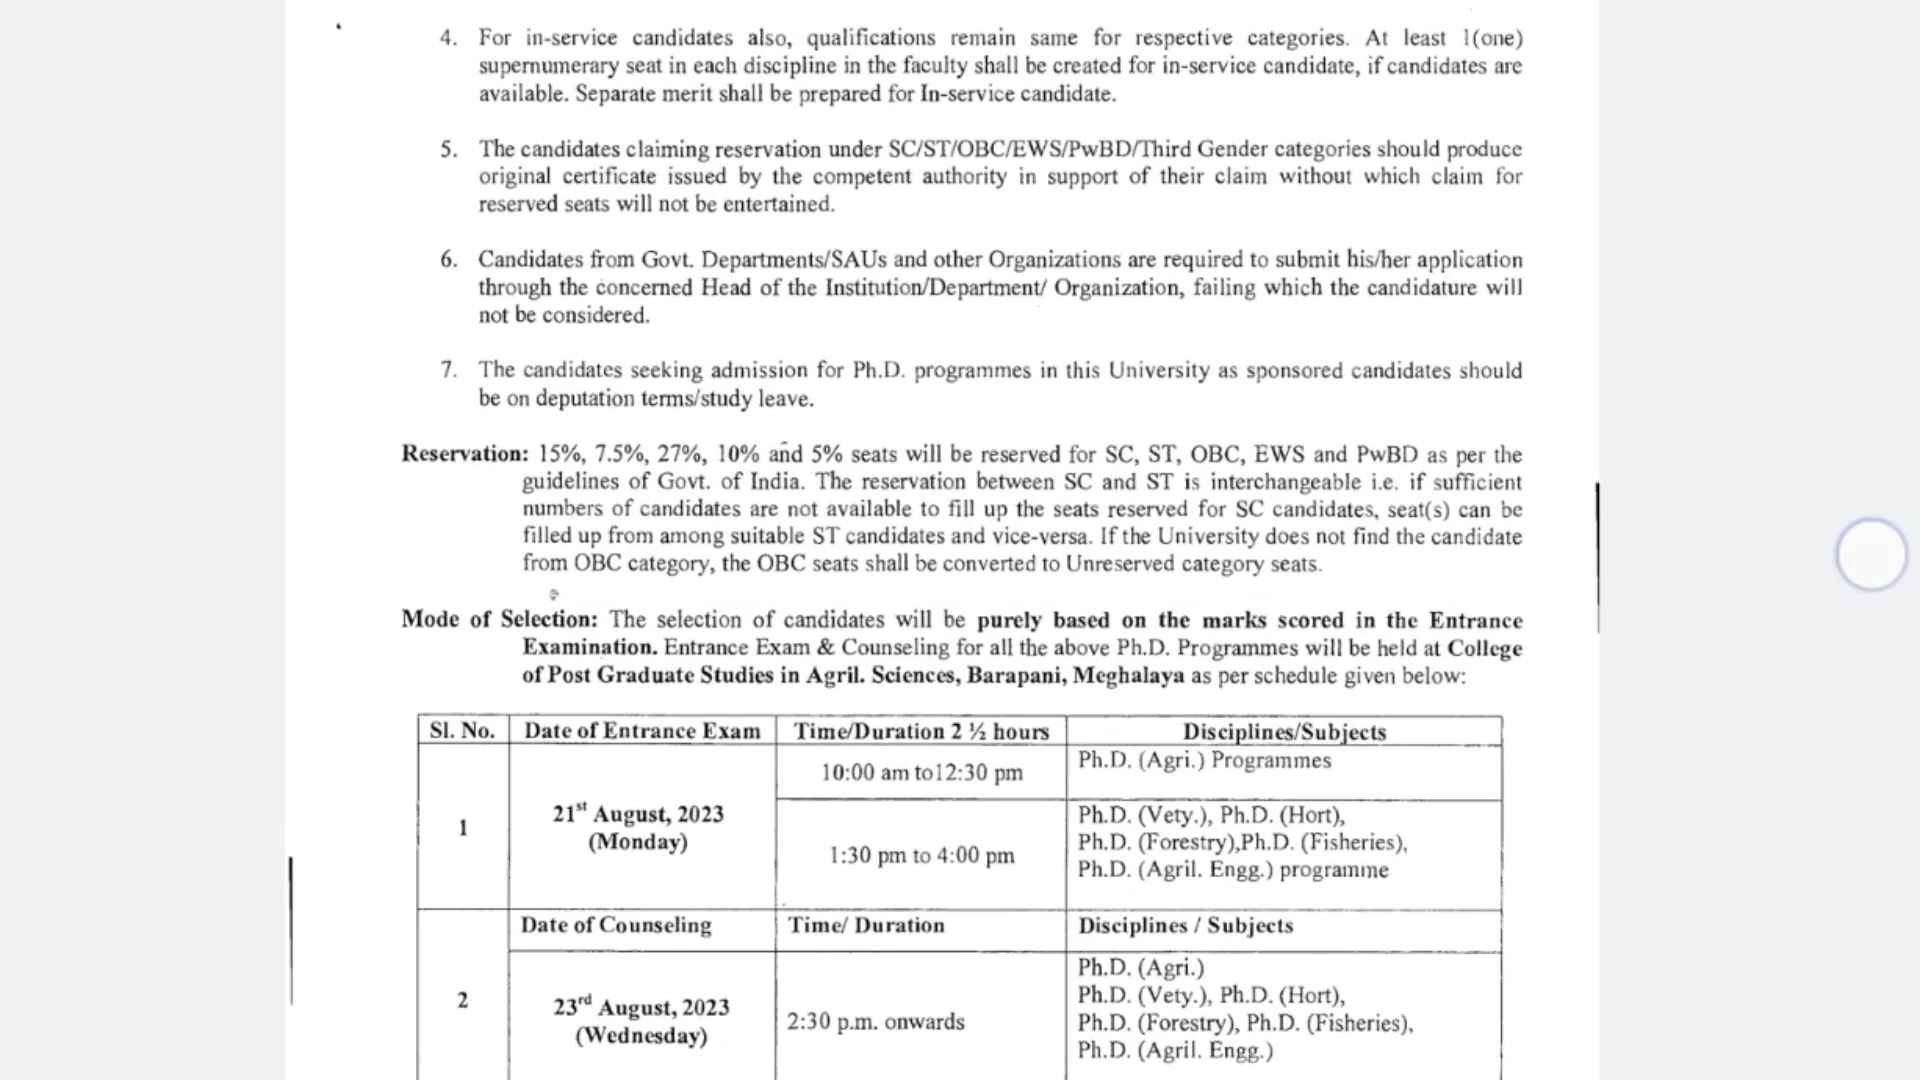 4. For in-service candidates also, qualifications remain same for respective categories. At least 1(one)
supernumerary seat in each discipline in the faculty shall be created for in-service candidate, if candidates are
available. Separate merit shall be prepared for In-service candidate.
5. The candidates claiming reservation under SC/ST/OBC/EWS/PwBD/Third Gender categories should produce
original certificate issued by the competent authority in support of their claim without which claim for
reserved seats will not be entertained.
6. Candidates from Govt. Departments/SAUs and other Organizations are required to submit his/her application
through the concerned Head of the Institution/Department/ Organization, failing which the candidature will
not be considered.
7. The candidates seeking admission for Ph.D. programmes in this University as sponsored candidates should
be on deputation terms/study leave.
Reservation: 15%, 7.5%, 27%, 10% and 5% seats will be reserved for SC, ST, OBC, EWS and PwBD as per the
guidelines of Govt. of India. The reservation between SC and ST is interchangeable i.e. if sufficient
numbers of candidates are not available to fill up the seats reserved for SC candidates, seat(s) can be
filled up from among suitable ST candidates and vice-versa. If the University does not find the candidate
from OBC category, the OBC seats shall be converted to Unreserved category seats.
Mode of Selection: The selection of candidates will be purely based on the marks scored in the Entrance
Examination. Entrance Exam & Counseling for all the above Ph.D. Programmes will be held at College
of Post Graduate Studies in Agril. Sciences, Barapani, Meghalaya as per schedule given below:
Sl. No. Date of Entrance Exam Time/Duration 2 ½ hours Disciplines/Subjects
1
21st August, 2023
(Monday)
10:00 am to12:30 pm
Ph.D. (Agri.) Programmes
1:30 pm to 4:00 pm
Ph.D. (Vety.), Ph.D. (Hort),
Ph.D. (Forestry),Ph.D. (Fisheries),
Ph.D. (Agril. Engg.) programme
2
Date of Counseling Time/ Duration Disciplines / Subjects
23rd August, 2023
(Wednesday)
2:30 p.m. onwards
Ph.D. (Agri.)
Ph.D. (Vety.), Ph.D. (Hort),
Ph.D. (Forestry), Ph.D. (Fisheries),
Ph.D. (Agril. Engg.)